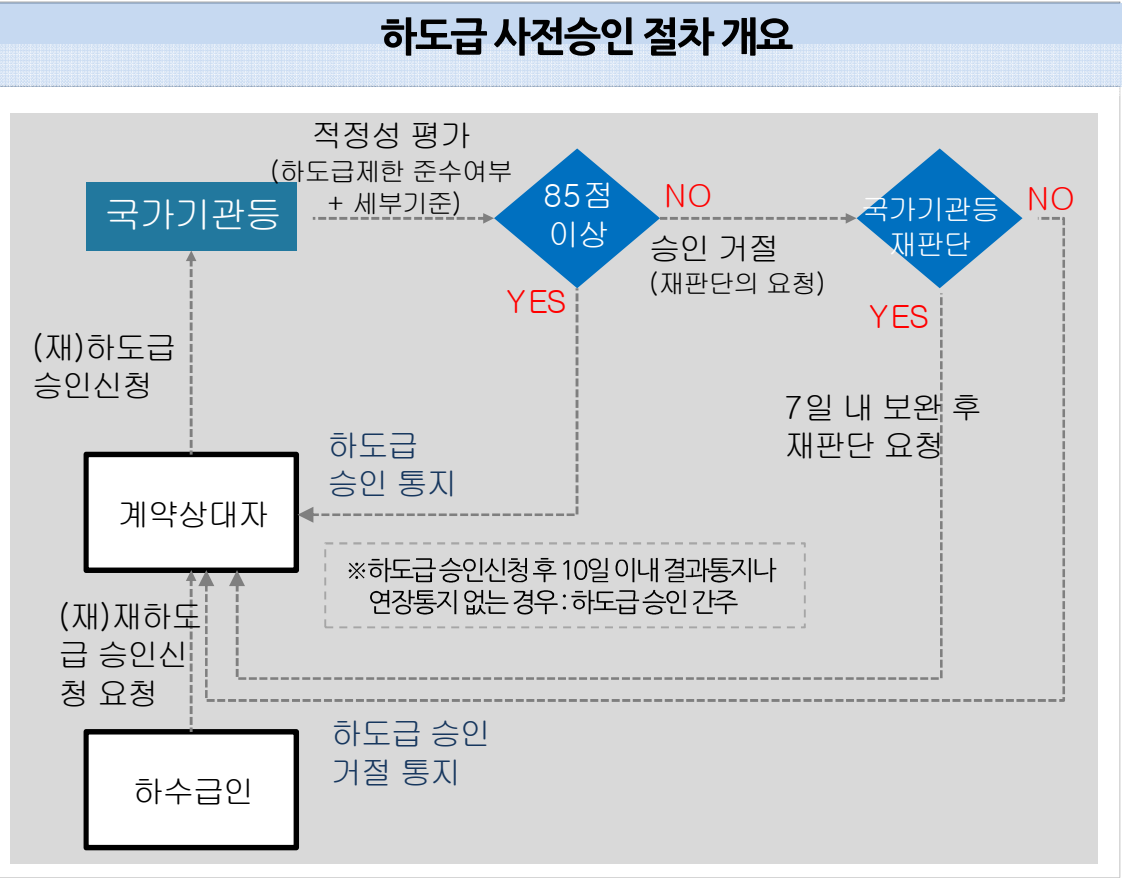 하도급 사전승인 절차 개요
적정성 평가
(하도급제한 준수여부
+ 세부기준)
국가기관등
85점
이상
NO
승인 거절
(재판단의 요청)
국가기관등
재판단
NO
YES
YES
(재)하도급
승인신청
7일 내 보완 후
재판단 요청
하도급
승인 통지
계약상대자
※하도급 승인신청 후 10일 이내 결과통지나
연장통지 없는 경우 : 하도급 승인 간주
(재)재하도
급 승인신
청 요청
하도급 승인
거절 통지
하수급인